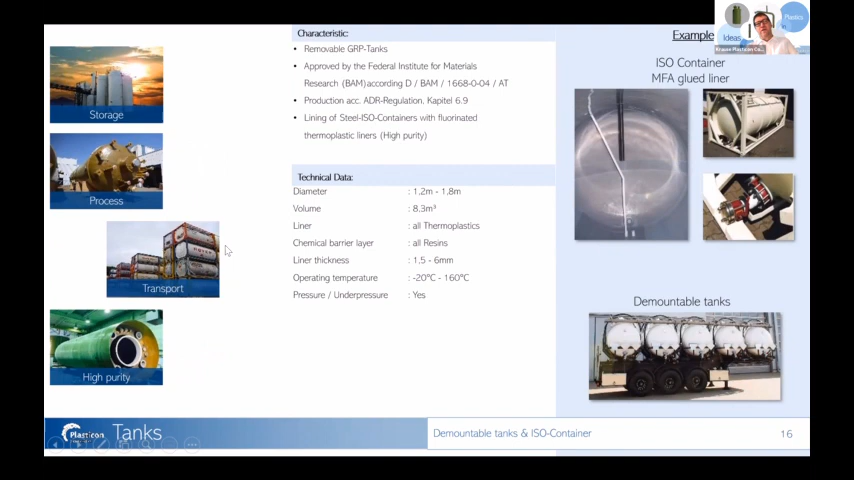 Storage
Process
Transport
High purity
Characteristic:
• Removable GRP-Tanks
• Approved by the Federal Institute for Materials
Research (BAM)according D / BAM / 1668-0-04 / AT
• Production acc. ADR-Regulation. Kapitel 6.9
• Lining of Steel-ISO-Containers with fluorinated
thermoplastic liners (High purity)
Technical Data:
Diameter : 1,2m - 1,8m
Volume : 8,3m³
Liner : all Thermoplastics
Chemical barrier layer : all Resins
Liner thickness : 1,5 - 6mm
Operating temperature : -20°C - 160°C
Pressure / Underpressure : Yes
Example
Ideas
Plastics
ISO Container
MFA glued liner
Demountable tanks
Plasticon
Tanks
Demountable tanks & ISO-Container
16